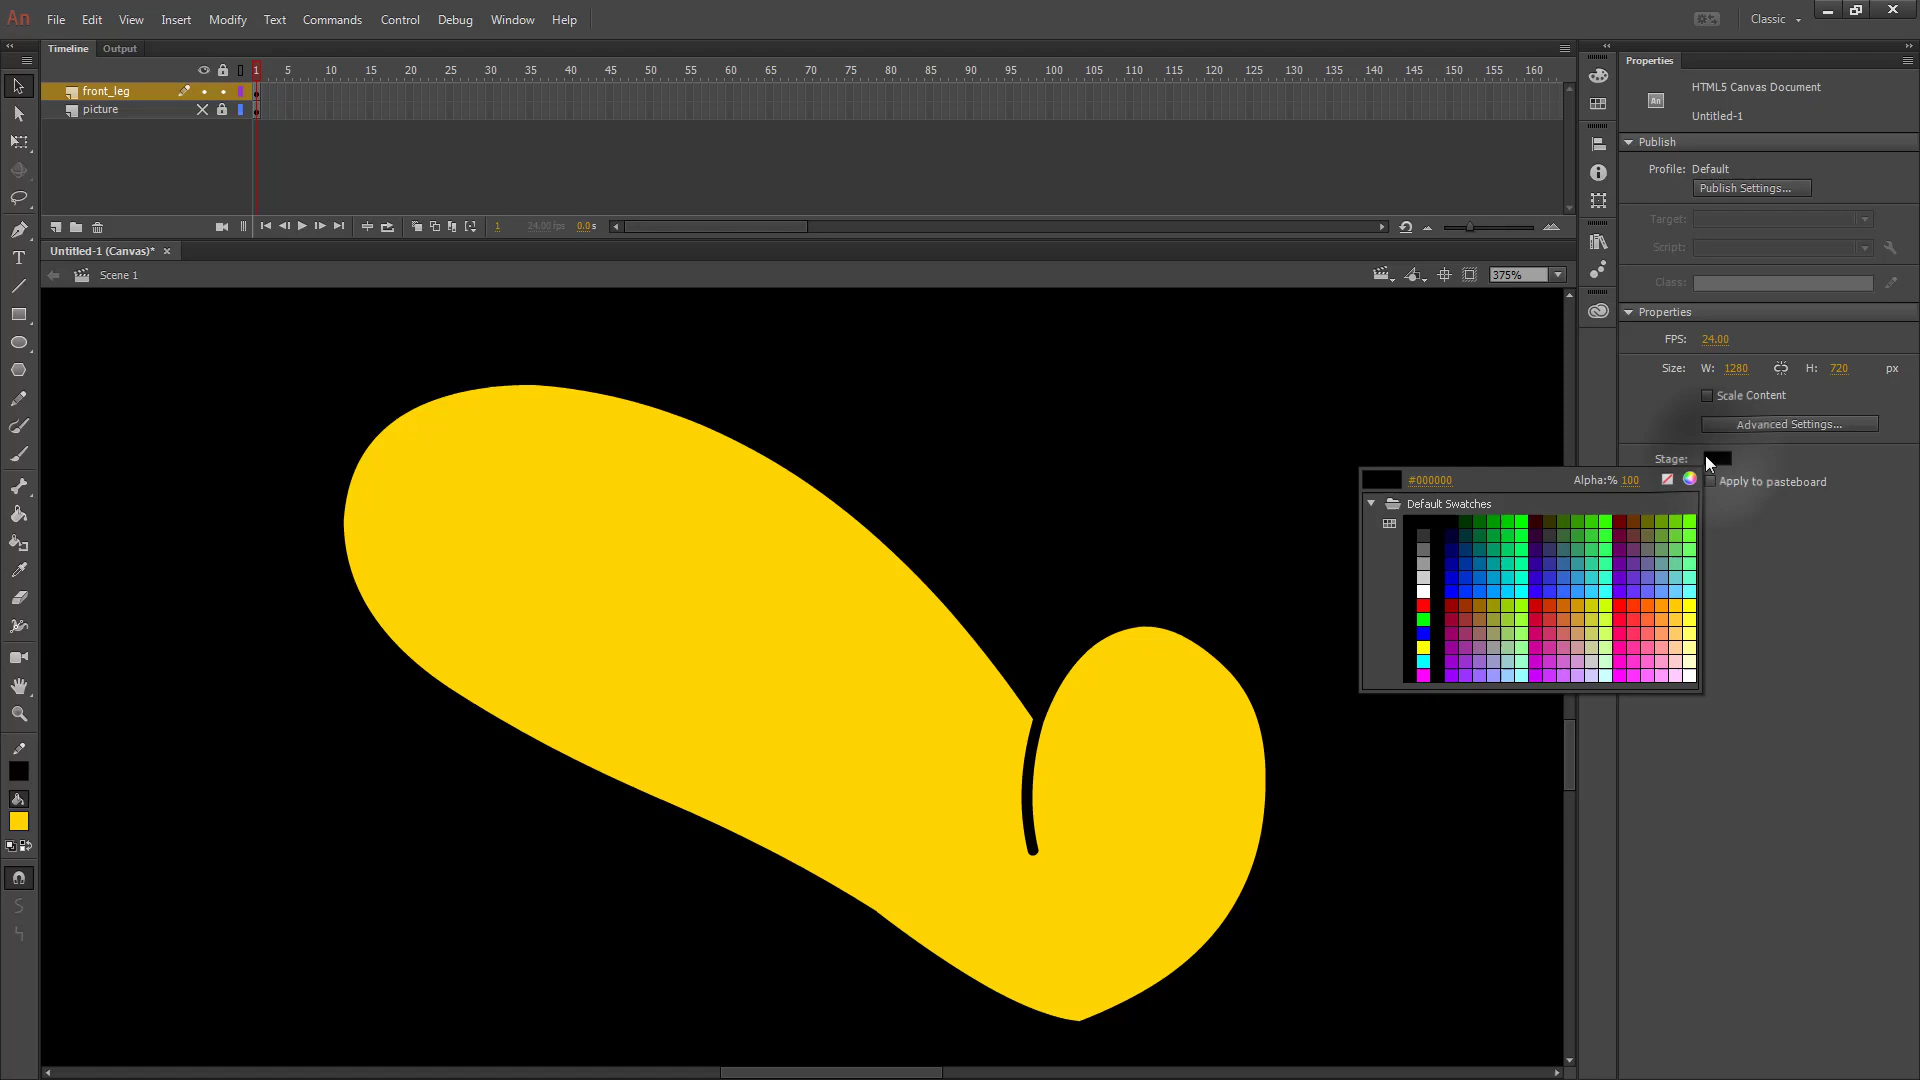 An File Edit View Insert Modify Text Commands Control Debug Window Help Classic
Timeline Output
1 5 10 15 20 25 30 35 40 45 50 55 60 65 70 75 80 85 90 95 100 105 110 115 120 125 130 135 140 145 150 155 160
front_leg
picture
1 24.00 fps 0.0 s
Untitled-1 (Canvas)*
Scene 1
375%
Properties
An HTML5 Canvas Document
Untitled-1
Publish
Profile: Default
Publish Settings...
Target:
Script:
Class:
Properties
FPS: 24.00
Size: W: 1280 H: 720 px
Scale Content
Advanced Settings...
Stage:
Apply to pasteboard
#000000 Alpha:% 100
Default Swatches